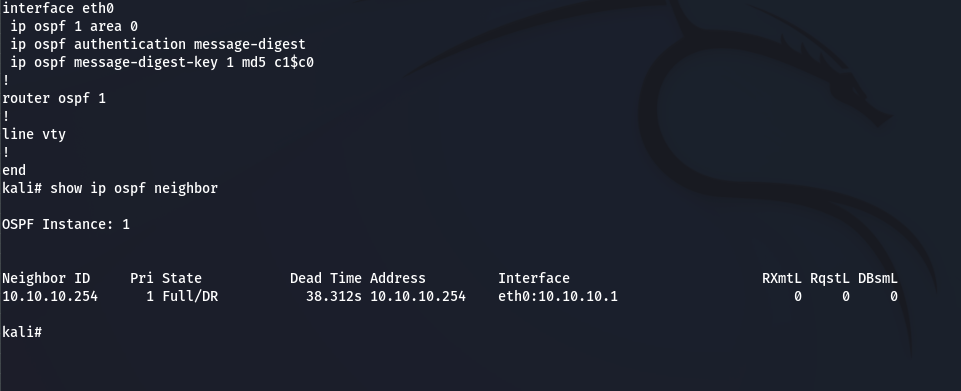 interface eth0
 ip ospf 1 area 0
 ip ospf authentication message-digest
 ip ospf message-digest-key 1 md5 c1$c0
!
router ospf 1
!
line vty
!
end
kali# show ip ospf neighbor
OSPF Instance: 1
Neighbor ID     Pri State           Dead Time Address         Interface                        RXmtL RqstL DBsmL
10.10.10.254      1 Full/DR           38.312s 10.10.10.254    eth0:10.10.10.1                      0     0     0
kali#